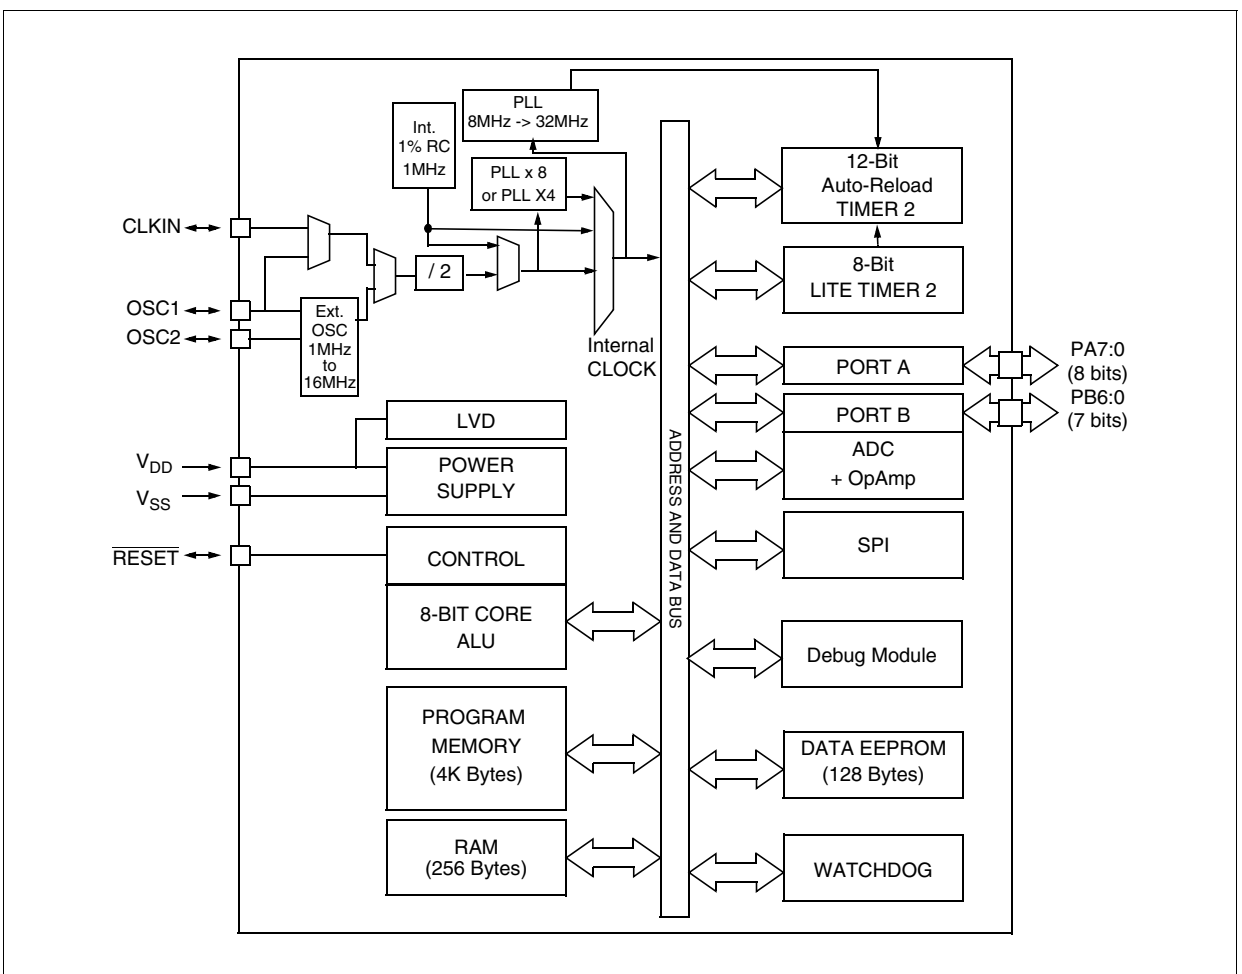 PLL
8MHz -> 32MHz
Int.
1% RC
1MHz
PLL x 8
or PLL X4
12-Bit
Auto-Reload
TIMER 2
CLKIN
/ 2
8-Bit
LITE TIMER 2
OSC1
OSC2
Ext.
OSC
1MHz
to
16MHz
Internal
CLOCK
PORT A
PA7:0
(8 bits)
PORT B
PB6:0
(7 bits)
LVD
ADC
+ OpAmp
VDD
VSS
POWER
SUPPLY
ADDRESS AND DATA BUS
RESET
CONTROL
SPI
8-BIT CORE
ALU
Debug Module
PROGRAM
MEMORY
(4K Bytes)
DATA EEPROM
(128 Bytes)
RAM
(256 Bytes)
WATCHDOG